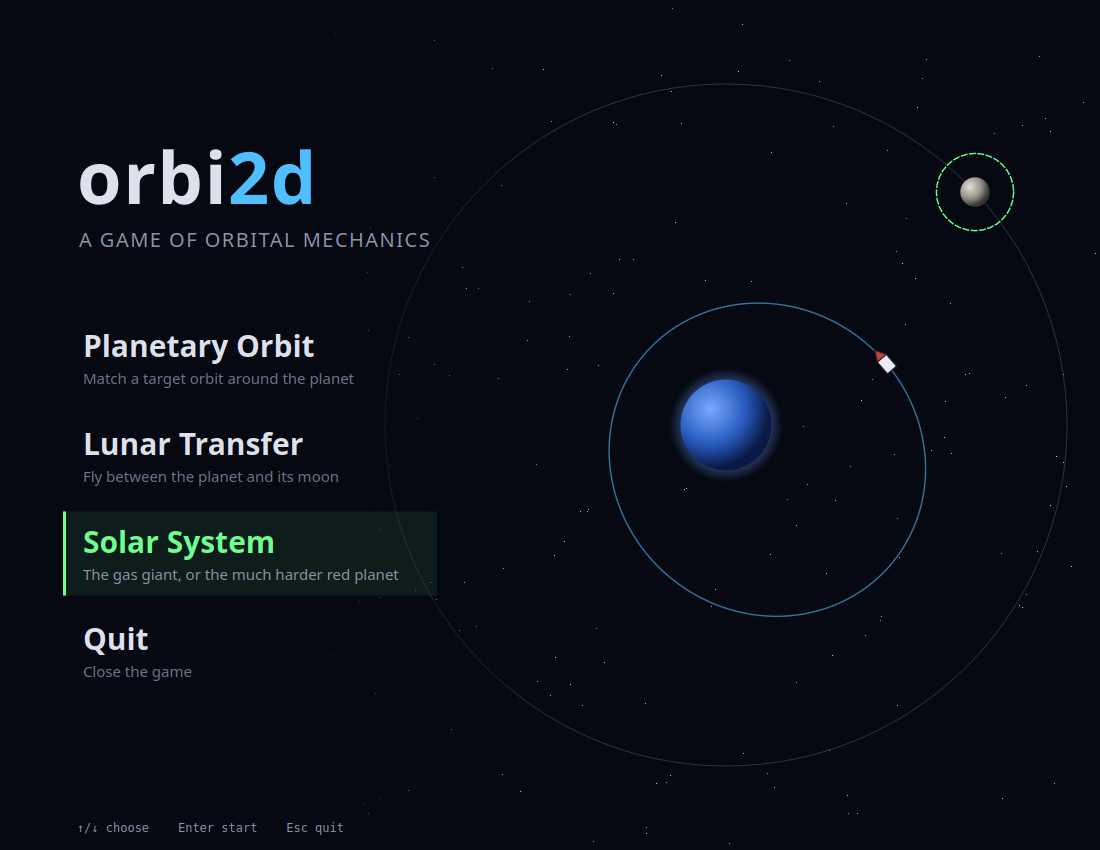 orbi2d
A GAME OF ORBITAL MECHANICS
Planetary Orbit
Match a target orbit around the planet
Lunar Transfer
Fly between the planet and its moon
Solar System
The gas giant, or the much harder red planet
Quit
Close the game
↑/↓ choose    Enter start    Esc quit